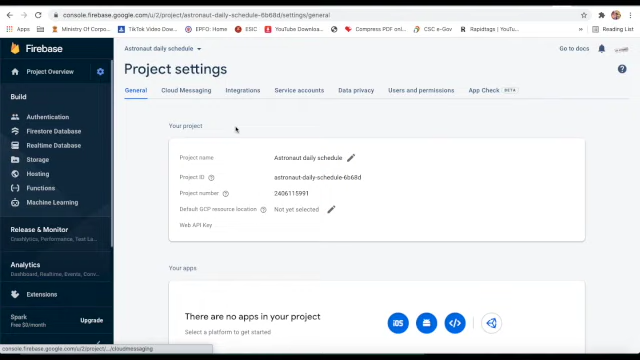 console.firebase.google.com/u/2/project/astronaut-daily-schedule-6b68d/settings/general
Apps
Ministry Of Corpo...
TikTok Video Dow...
EPFO: Home
ESIC
YouTube Download...
Compress PDF onl...
CSC e-Gov
Rapidtags | YouTu...
»
Reading List
Firebase
Astronaut daily schedule
Go to docs
Project Overview
Project settings
General
Cloud Messaging
Integrations
Service accounts
Data privacy
Users and permissions
App Check BETA
Build
Authentication
Firestore Database
Realtime Database
Storage
Hosting
Functions
Machine Learning
Release & Monitor
Crashlytics, Performance, Test La...
Analytics
Dashboard, Realtime, Events, Conv...
Extensions
Spark
Free $0/month
Upgrade
Your project
Project name
Astronaut daily schedule
Project ID
astronaut-daily-schedule-6b68d
Project number
2406115991
Default GCP resource location
Not yet selected
Web API Key
Your apps
There are no apps in your project
Select a platform to get started
iOS
console.firebase.google.com/u/2/project/.../cloudmessaging